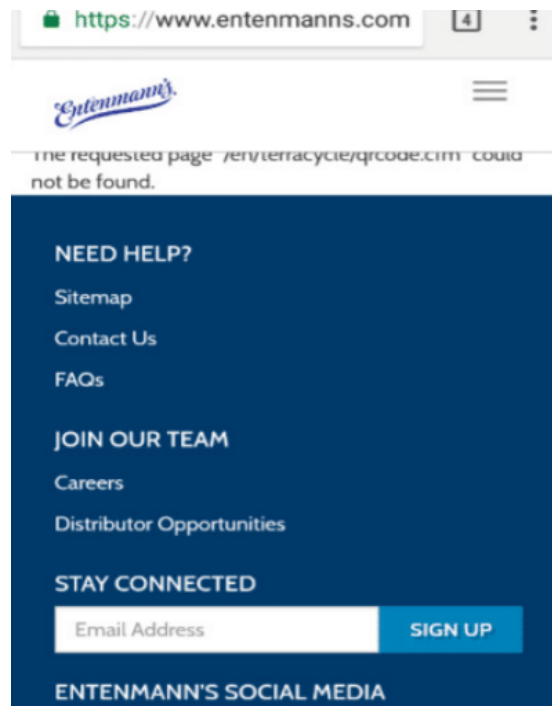 https://www.entenmanns.com 4
Entenmann's.
The requested page "/en/terracycle/qrcode.cfm" could
not be found.
NEED HELP?
Sitemap
Contact Us
FAQs
JOIN OUR TEAM
Careers
Distributor Opportunities
STAY CONNECTED
Email Address SIGN UP
ENTENMANN'S SOCIAL MEDIA